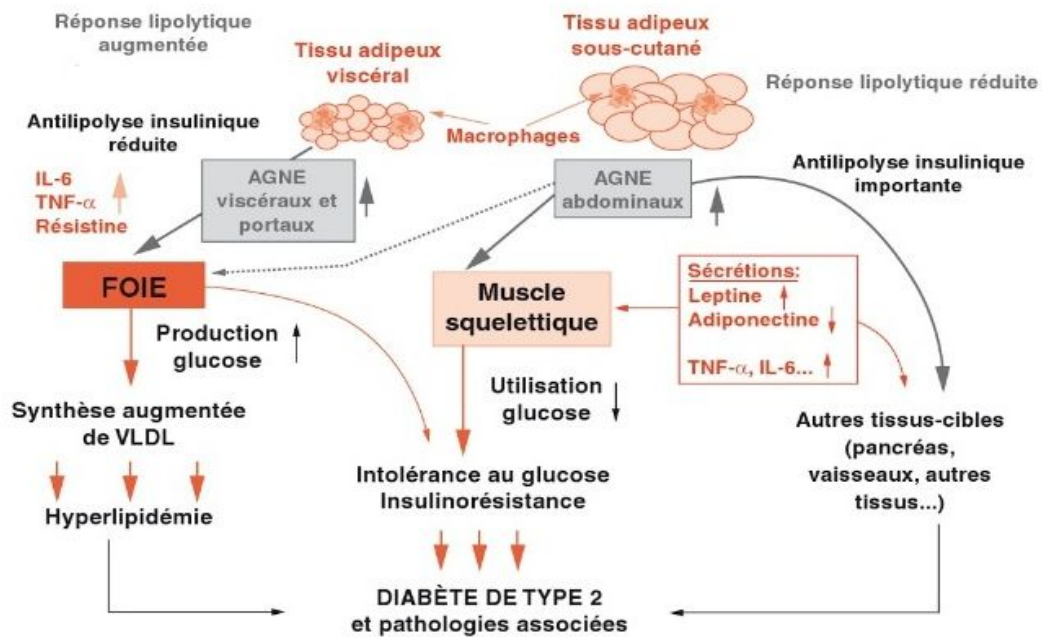 Réponse lipolytique
augmentée
Tissu adipeux
viscéral
Tissu adipeux
sous-cutané
Réponse lipolytique réduite
Macrophages
Antilipolyse insulinique
réduite
IL-6
TNF-α
Résistine
AGNE
viscéraux et
portaux
AGNE
abdominaux
Antilipolyse insulinique
importante
FOIE
Muscle
squelettique
Sécrétions:
Leptine
Adiponectine
TNF-α, IL-6...
Production
glucose
Utilisation
glucose
Synthèse augmentée
de VLDL
Hyperlipidémie
Intolérance au glucose
Insulinorésistance
Autres tissus-cibles
(pancréas,
vaisseaux, autres
tissus...)
DIABÈTE DE TYPE 2
et pathologies associées